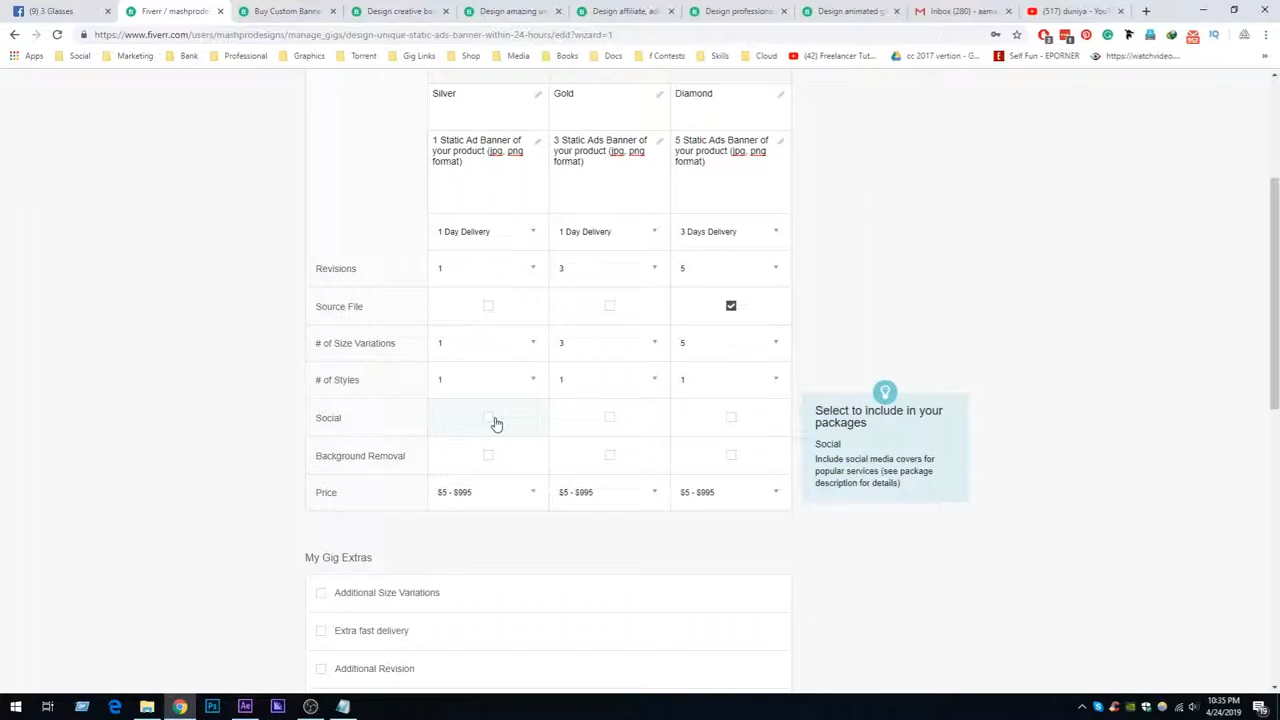 (9) 3 Glasses
Fiverr / mashprode
Buy Custom Banner
Design creative ba
Design amazing un
Design affiliate, ad
Design professiona
Design animated g
Inbox (280) - aama
(517) duniya - You
https://www.fiverr.com/users/mashprodesigns/manage_gigs/design-unique-static-ads-banner-within-24-hours/edit?wizard=1
Apps
Social
Marketing
Bank
Professional
Graphics
Torrent
Gig Links
Shop
Media
Books
Docs
f Contests
Skills
Cloud
(42) Freelancer Tut...
cc 2017 vertion - G...
Self Fun - EPORNER
https://watchvideo....
Silver
Gold
Diamond
1 Static Ad Banner of
your product (jpg, png
format)
3 Static Ads Banner of
your product (jpg, png
format)
5 Static Ads Banner of
your product (jpg, png
format)
1 Day Delivery
1 Day Delivery
3 Days Delivery
Revisions
1
3
5
Source File
# of Size Variations
1
3
5
# of Styles
1
1
1
Social
Background Removal
Price
$5 - $995
$5 - $995
$5 - $995
Select to include in your
packages
Social
Include social media covers for
popular services (see package
description for details)
My Gig Extras
Additional Size Variations
Extra fast delivery
Additional Revision
10:35 PM
4/24/2019